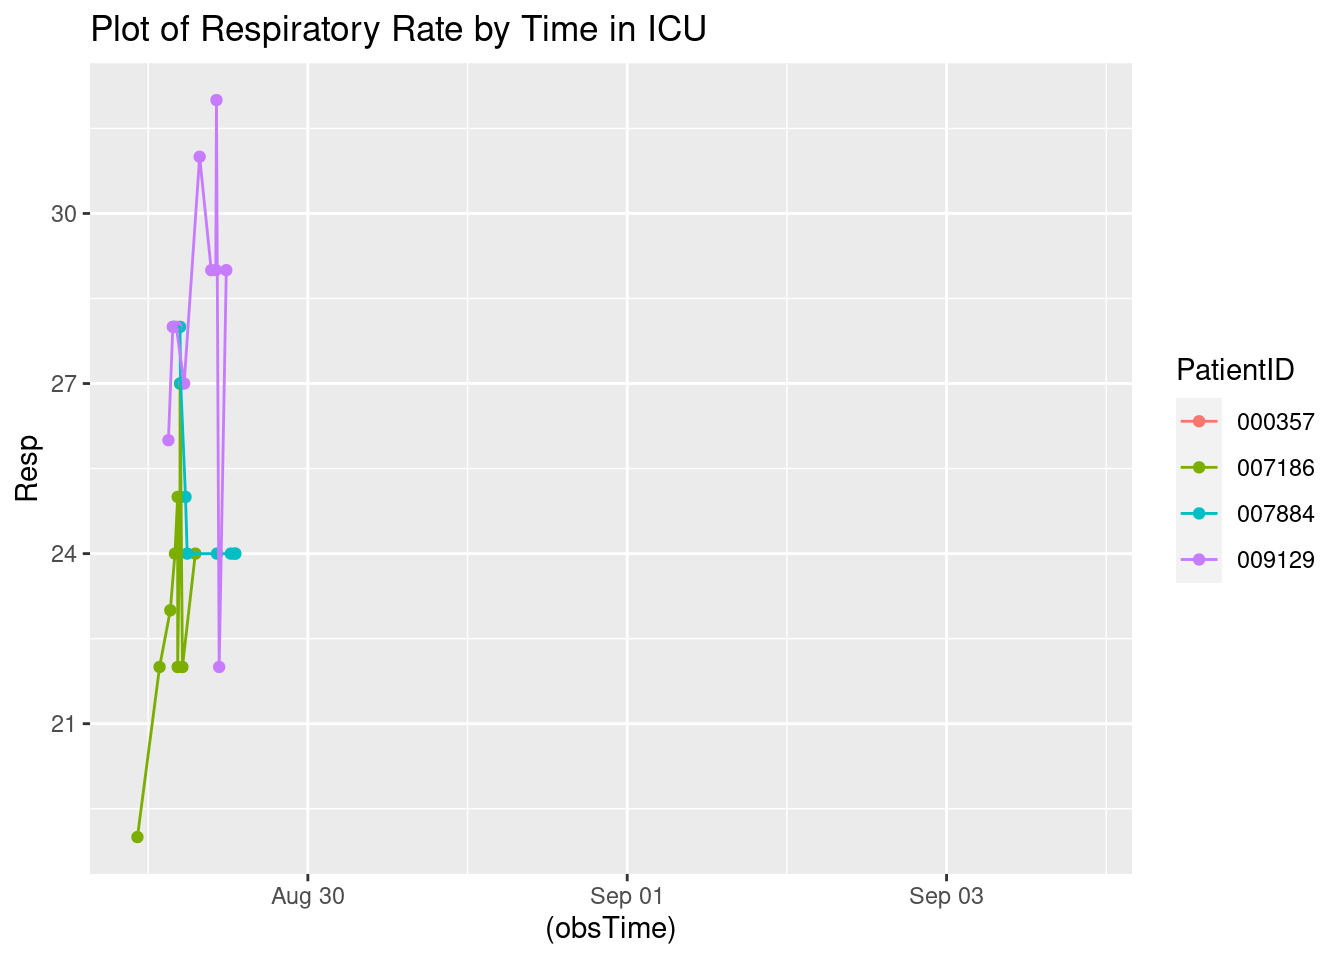 Plot of Respiratory Rate by Time in ICU
Resp
30
27
24
21
Aug 30
Sep 01
Sep 03
(obsTime)
PatientID
000357
007186
007884
009129